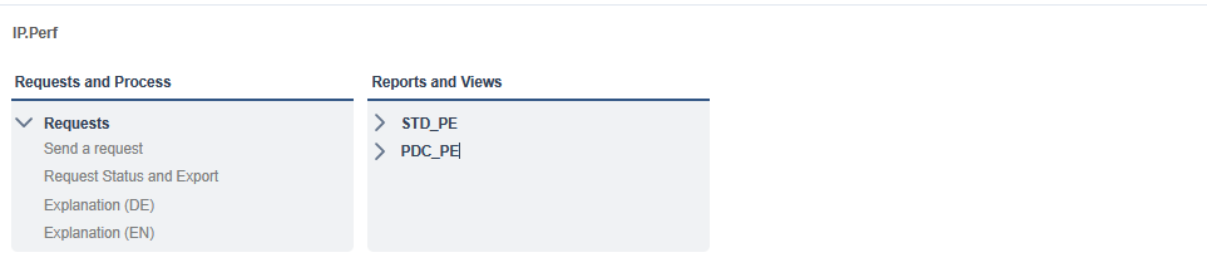 IP.Perf
Requests and Process
Requests
Send a request
Request Status and Export
Explanation (DE)
Explanation (EN)
Reports and Views
STD_PE
PDC_PE